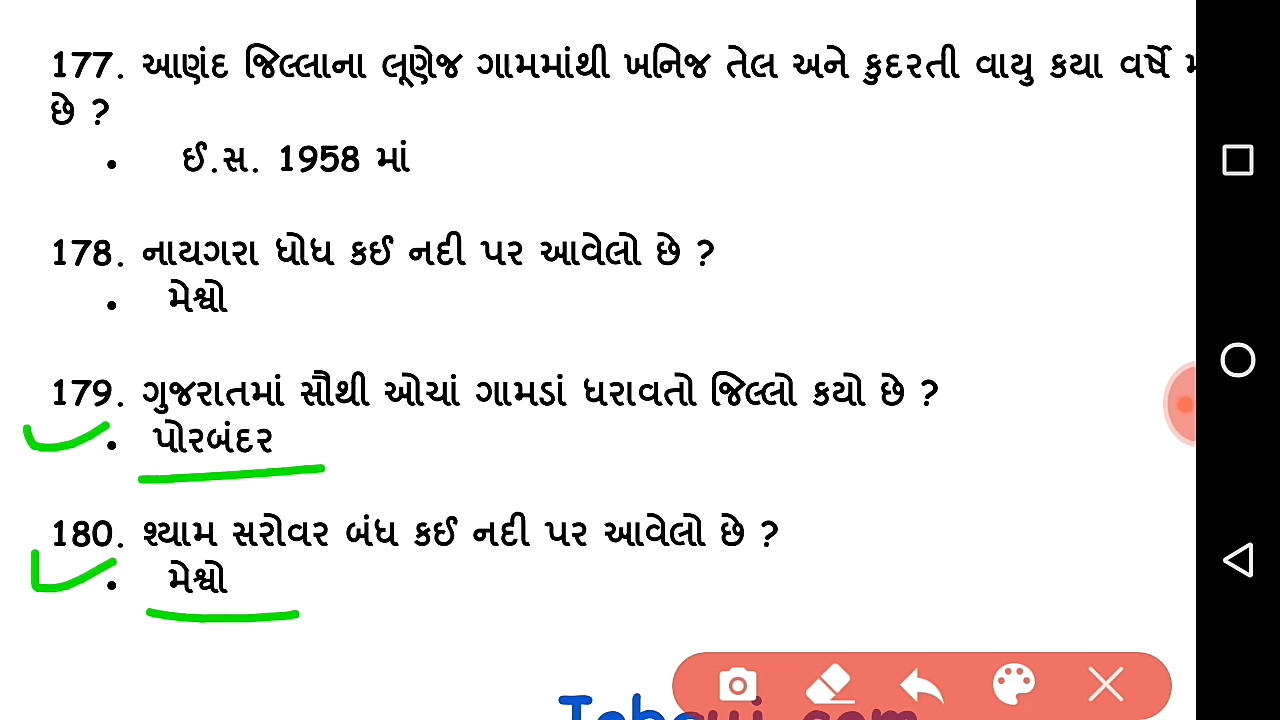 177. આણંદ જિલ્લાના લૂણેજ ગામમાંથી ખનિજ તેલ અને કુદરતી વાયુ કયા વર્ષે
છે ?
• ઈ.સ. 1958 માં
178. નાયગરા ધોધ કઈ નદી પર આવેલો છે ?
• મેશ્વો
179. ગુજરાતમાં સૌથી ઓચાં ગામડાં ધરાવતો જિલ્લો કયો છે ?
• પોરબંદર
180. શ્યામ સરોવર બંધ કઈ નદી પર આવેલો છે ?
• મેશ્વો